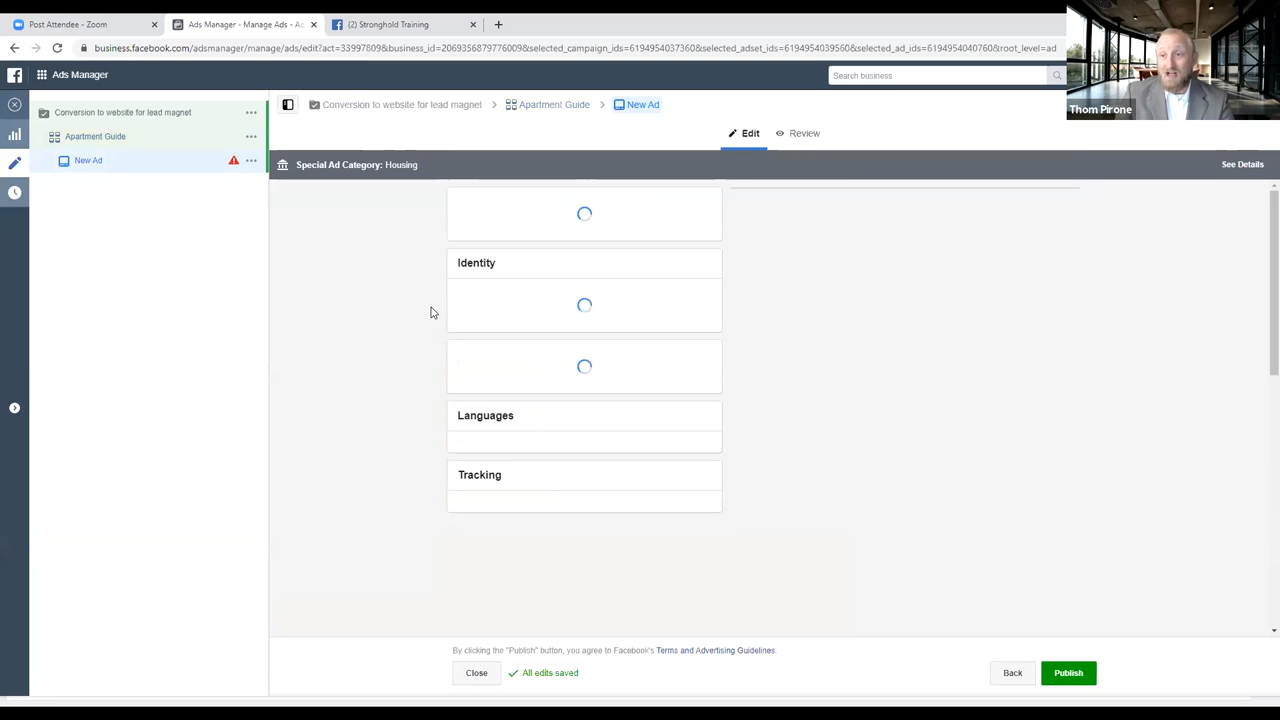 Post Attendee - Zoom
Ads Manager - Manage Ads - Ad
(2) Stronghold Training
business.facebook.com/adsmanager/manage/ads/edit?act=33997809&business_id=2069356879776009&selected_campaign_ids=6194954037360&selected_adset_ids=6194954039560&selected_ad_ids=6194954040760&root_level=ad
Ads Manager
Search business
Thom Pirone
Conversion to website for lead magnet
Apartment Guide
New Ad
Conversion to website for lead magnet
Apartment Guide
New Ad
Edit
Review
Special Ad Category: Housing
See Details
Identity
Languages
Tracking
By clicking the "Publish" button, you agree to Facebook's Terms and Advertising Guidelines.
Close
All edits saved
Back
Publish